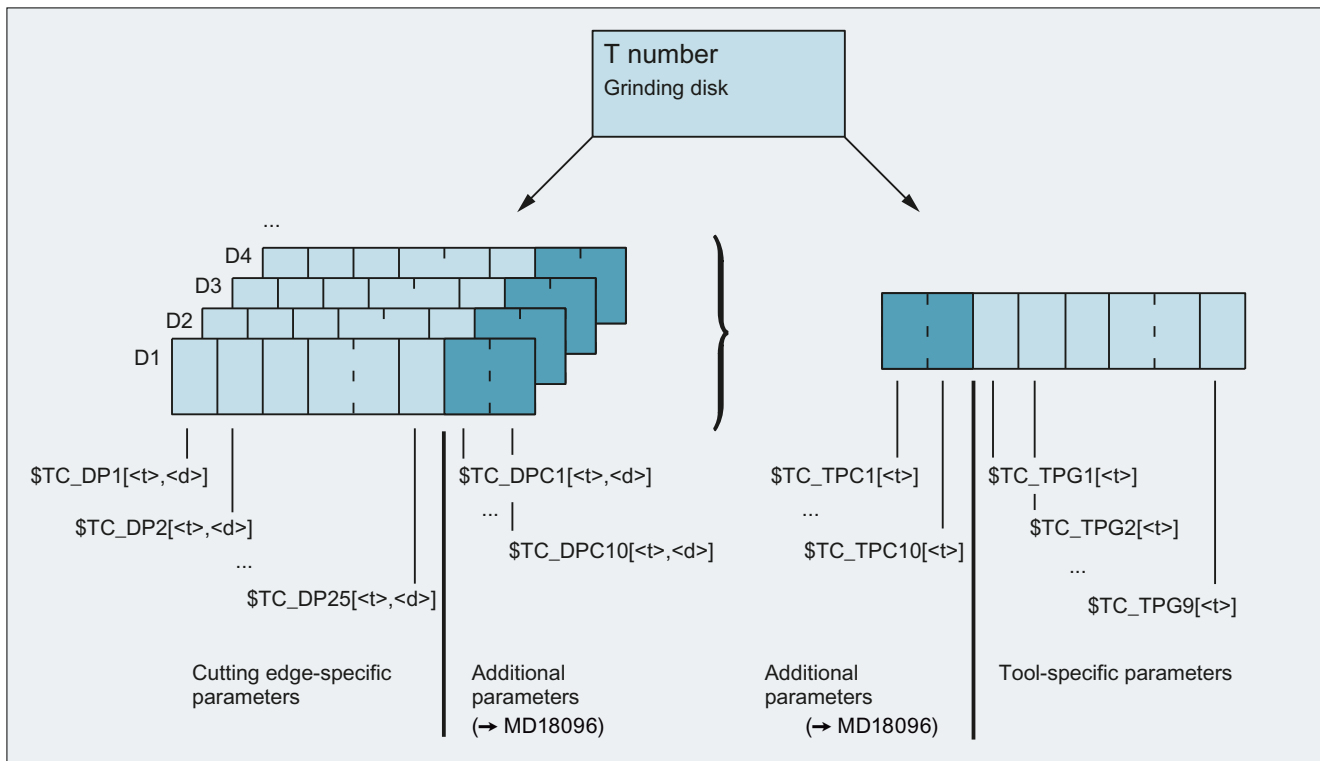 T number
Grinding disk
...
D4
D3
D2
D1
$TC_DP1[<t>,<d>]
$TC_DP2[<t>,<d>]
...
$TC_DP25[<t>,<d>]
$TC_DPC1[<t>,<d>]
...
$TC_DPC10[<t>,<d>]
$TC_TPC1[<t>]
...
$TC_TPC10[<t>]
$TC_TPG1[<t>]
$TC_TPG2[<t>]
...
$TC_TPG9[<t>]
Cutting edge-specific
parameters
Additional
parameters
(→ MD18096)
Additional
parameters
(→ MD18096)
Tool-specific parameters